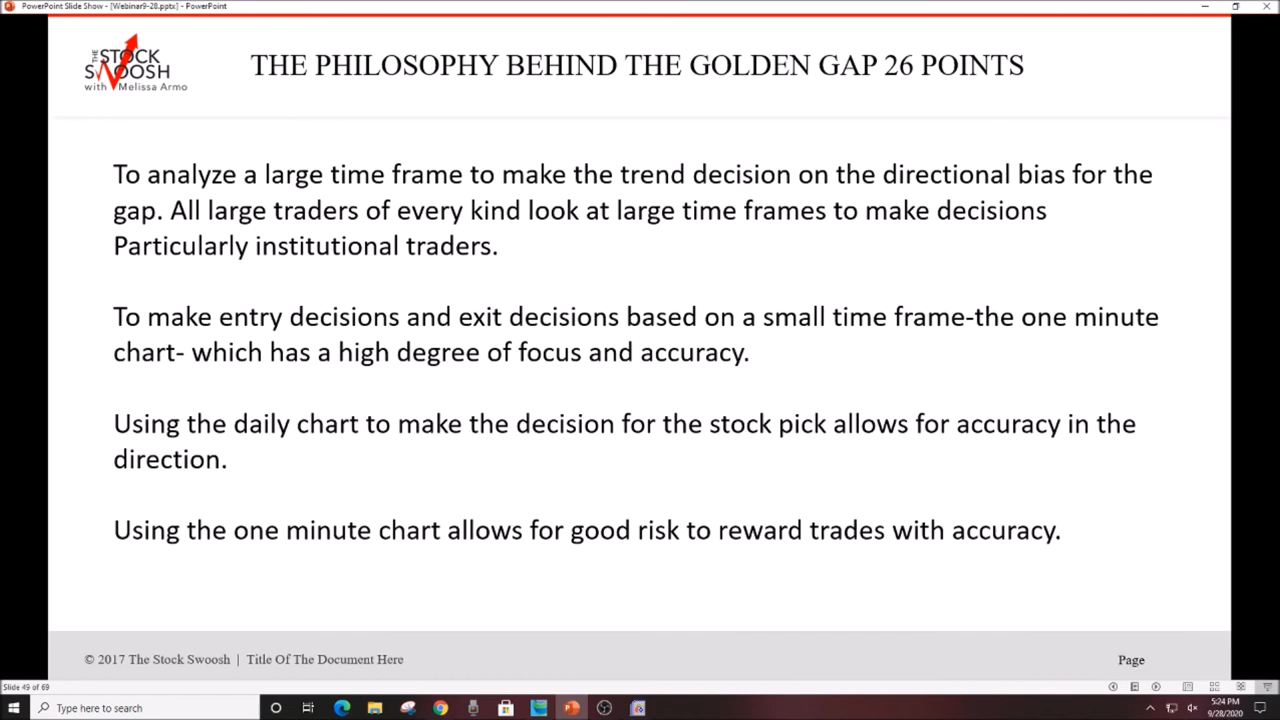 PowerPoint Slide Show - [Webinar9-28.pptx] - PowerPoint
THE
STOCK
SWOOSH
with Melissa Armo
THE PHILOSOPHY BEHIND THE GOLDEN GAP 26 POINTS
To analyze a large time frame to make the trend decision on the directional bias for the
gap. All large traders of every kind look at large time frames to make decisions
Particularly institutional traders.
To make entry decisions and exit decisions based on a small time frame-the one minute
chart- which has a high degree of focus and accuracy.
Using the daily chart to make the decision for the stock pick allows for accuracy in the
direction.
Using the one minute chart allows for good risk to reward trades with accuracy.
© 2017 The Stock Swoosh | Title Of The Document Here
Page
Slide 49 of 69
Type here to search
5:24 PM
9/28/2020